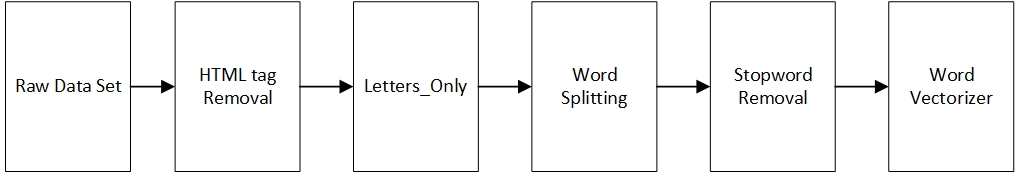 Raw Data Set
HTML tag
Removal
Letters_Only
Word
Splitting
Stopword
Removal
Word
Vectorizer